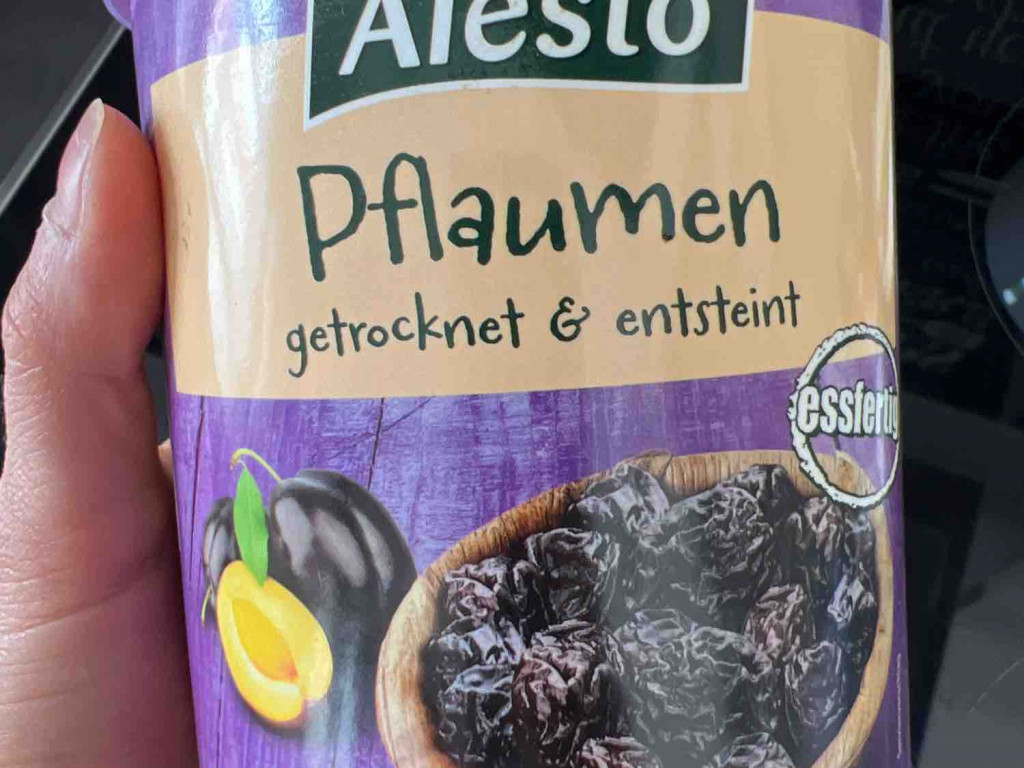 Alesto
Pflaumen
getrocknet & entsteint
essfertig